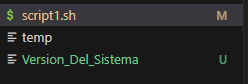 $ script1.sh M
temp
Version_Del_Sistema U